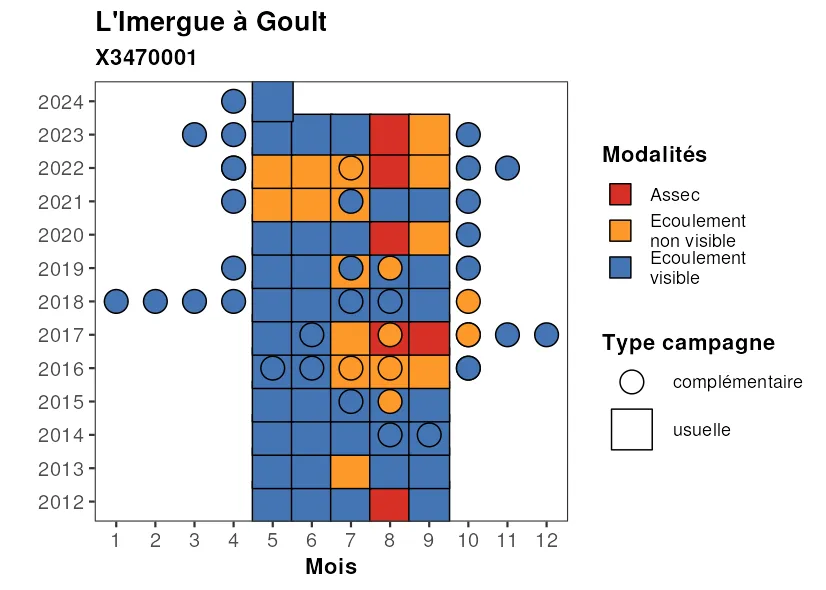 L'Imergue à Goult
X3470001
2024
2023
2022
2021
2020
2019
2018
2017
2016
2015
2014
2013
2012
1 2 3 4 5 6 7 8 9 10 11 12
Mois
Modalités
Assec
Ecoulement
non visible
Ecoulement
visible
Type campagne
complémentaire
usuelle